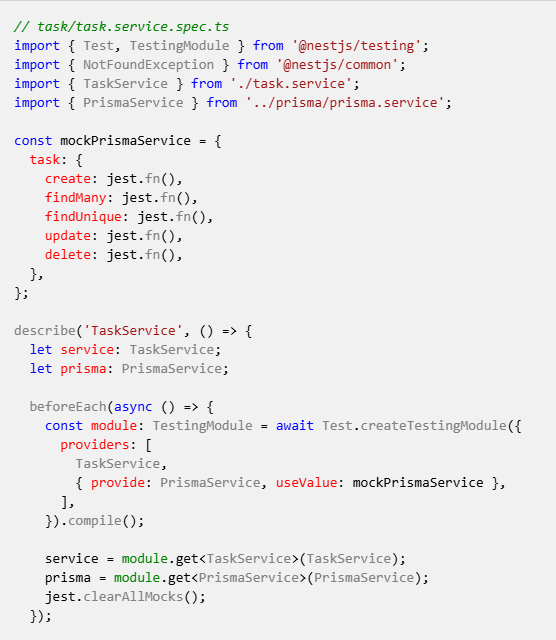 // task/task.service.spec.ts
import { Test, TestingModule } from '@nestjs/testing';
import { NotFoundException } from '@nestjs/common';
import { TaskService } from './task.service';
import { PrismaService } from '../prisma/prisma.service';

const mockPrismaService = {
  task: {
    create: jest.fn(),
    findMany: jest.fn(),
    findUnique: jest.fn(),
    update: jest.fn(),
    delete: jest.fn(),
  },
};

describe('TaskService', () => {
  let service: TaskService;
  let prisma: PrismaService;

  beforeEach(async () => {
    const module: TestingModule = await Test.createTestingModule({
      providers: [
        TaskService,
        { provide: PrismaService, useValue: mockPrismaService },
      ],
    }).compile();

    service = module.get<TaskService>(TaskService);
    prisma = module.get<PrismaService>(PrismaService);
    jest.clearAllMocks();
  });